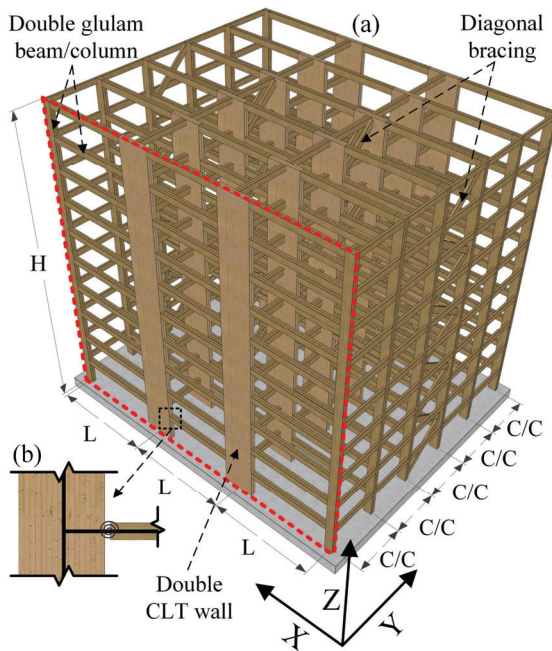 Double glulam
beam/column
(a)
Diagonal
bracing
H
L
L
L
C/C
C/C
C/C
C/C
C/C
(b)
Double
CLT wall
Z
X
Y